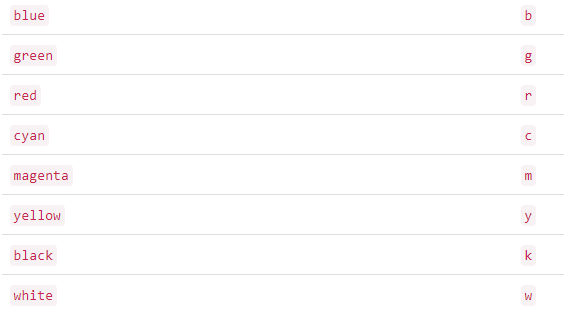 blue b
green g
red r
cyan c
magenta m
yellow y
black k
white w